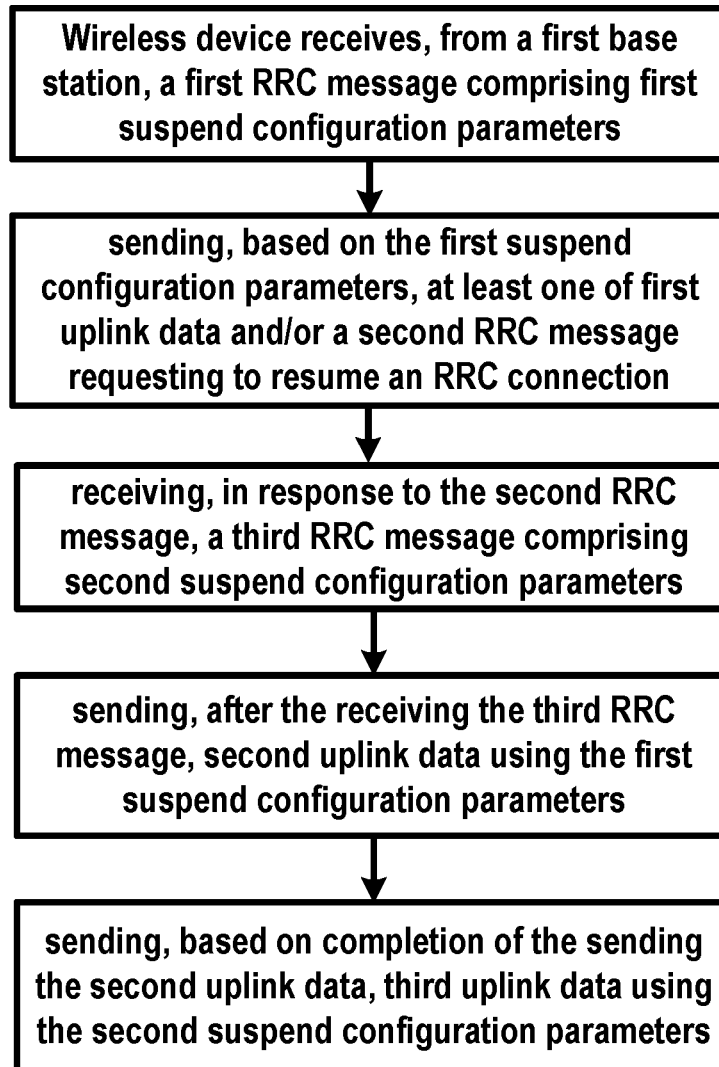 Wireless device receives, from a first base
station, a first RRC message comprising first
suspend configuration parameters
sending, based on the first suspend
configuration parameters, at least one of first
uplink data and/or a second RRC message
requesting to resume an RRC connection
receiving, in response to the second RRC
message, a third RRC message comprising
second suspend configuration parameters
sending, after the receiving the third RRC
message, second uplink data using the first
suspend configuration parameters
sending, based on completion of the sending
the second uplink data, third uplink data using
the second suspend configuration parameters